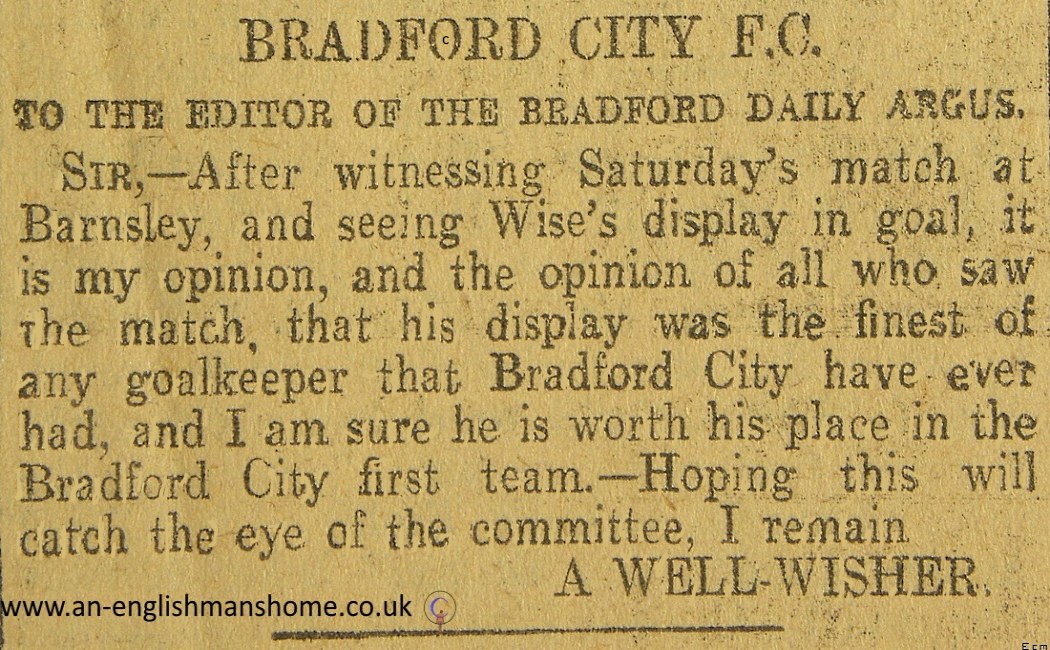 BRADFORD CITY F.C.
TO THE EDITOR OF THE BRADFORD DAILY ARGUS.
SIR,—After witnessing Saturday's match at
Barnsley, and seeing Wise's display in goal, it
is my opinion, and the opinion of all who saw
the match, that his display was the finest of
any goalkeeper that Bradford City have ever
had, and I am sure he is worth his place in the
Bradford City first team.—Hoping this will
catch the eye of the committee, I remain
A WELL-WISHER.
www.an-englishmanshome.co.uk
Ecm